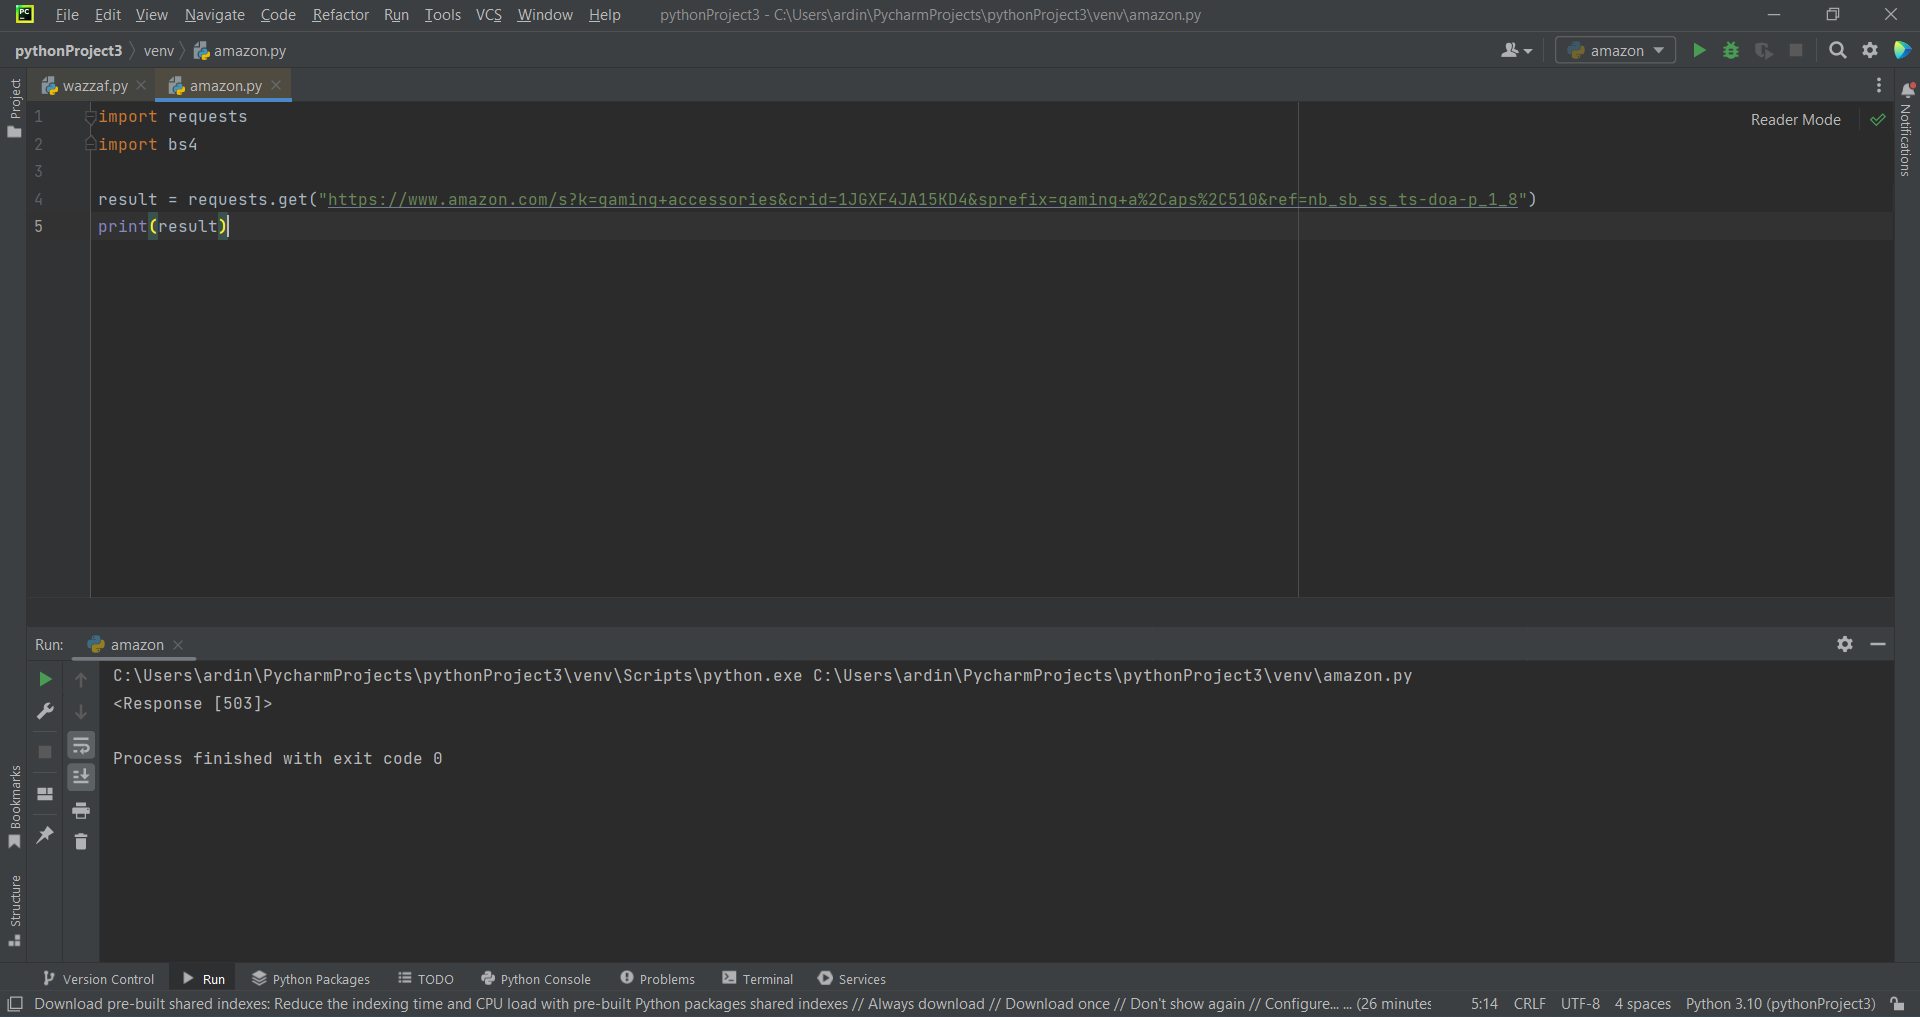 PC File Edit View Navigate Code Refactor Run Tools VCS Window Help pythonProject3 - C:\Users\ardin\PycharmProjects\pythonProject3\venv\amazon.py
pythonProject3 venv amazon.py amazon
Project
wazzaf.py amazon.py
Notifications
Reader Mode
1 import requests
2 import bs4
3
4 result = requests.get("https://www.amazon.com/s?k=gaming+accessories&crid=1JGXF4JA15KD4&sprefix=gaming+a%2Caps%2C510&ref=nb_sb_ss_ts-doa-p_1_8")
5 print(result)
Run: amazon
C:\Users\ardin\PycharmProjects\pythonProject3\venv\Scripts\python.exe C:\Users\ardin\PycharmProjects\pythonProject3\venv\amazon.py
<Response [503]>
Process finished with exit code 0
Bookmarks
Structure
Version Control Run Python Packages TODO Python Console Problems Terminal Services
Download pre-built shared indexes: Reduce the indexing time and CPU load with pre-built Python packages shared indexes // Always download // Download once // Don't show again // Configure... ... (26 minutes 5:14 CRLF UTF-8 4 spaces Python 3.10 (pythonProject3)